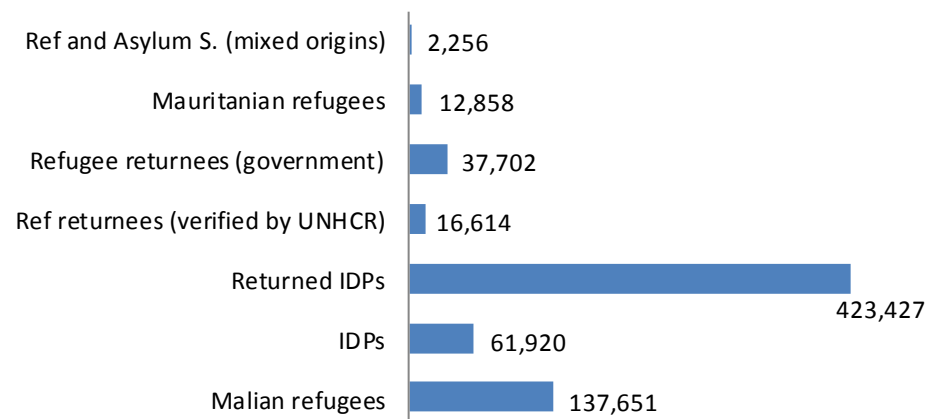 Ref and Asylum S. (mixed origins) 2,256
Mauritanian refugees 12,858
Refugee returnees (government) 37,702
Ref returnees (verified by UNHCR) 16,614
Returned IDPs 423,427
IDPs 61,920
Malian refugees 137,651